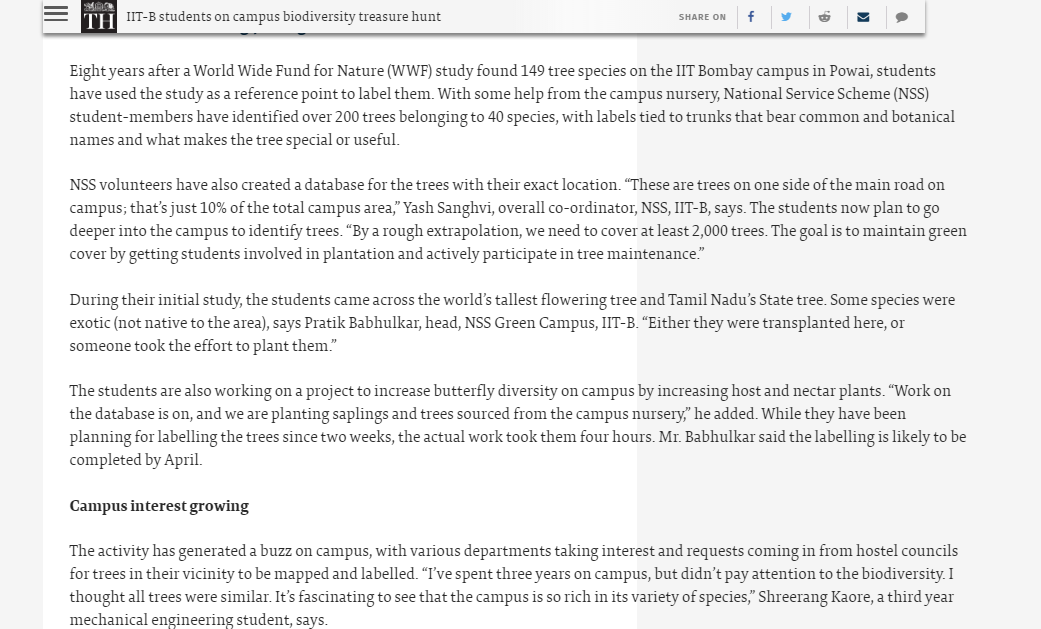 TH
IIT-B students on campus biodiversity treasure hunt
SHARE ON
Eight years after a World Wide Fund for Nature (WWF) study found 149 tree species on the IIT Bombay campus in Powai, students
have used the study as a reference point to label them. With some help from the campus nursery, National Service Scheme (NSS)
student-members have identified over 200 trees belonging to 40 species, with labels tied to trunks that bear common and botanical
names and what makes the tree special or useful.
NSS volunteers have also created a database for the trees with their exact location. “These are trees on one side of the main road on
campus; that’s just 10% of the total campus area,” Yash Sanghvi, overall co-ordinator, NSS, IIT-B, says. The students now plan to go
deeper into the campus to identify trees. “By a rough extrapolation, we need to cover at least 2,000 trees. The goal is to maintain green
cover by getting students involved in plantation and actively participate in tree maintenance.”
During their initial study, the students came across the world’s tallest flowering tree and Tamil Nadu’s State tree. Some species were
exotic (not native to the area), says Pratik Babhulkar, head, NSS Green Campus, IIT-B. “Either they were transplanted here, or
someone took the effort to plant them.”
The students are also working on a project to increase butterfly diversity on campus by increasing host and nectar plants. “Work on
the database is on, and we are planting saplings and trees sourced from the campus nursery,” he added. While they have been
planning for labelling the trees since two weeks, the actual work took them four hours. Mr. Babhulkar said the labelling is likely to be
completed by April.
Campus interest growing
The activity has generated a buzz on campus, with various departments taking interest and requests coming in from hostel councils
for trees in their vicinity to be mapped and labelled. “I’ve spent three years on campus, but didn’t pay attention to the biodiversity. I
thought all trees were similar. It’s fascinating to see that the campus is so rich in its variety of species,” Shreerang Kaore, a third year
mechanical engineering student, says.